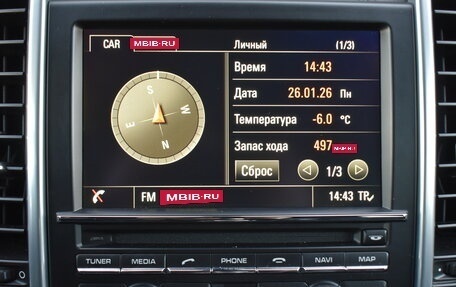 CAR MBIB·RU Личный (1/3)
Время 14:43
Дата 26.01.26 Пн
Температура -6.0 °C
Запас хода 497
Сброс 1/3
S
W
E
N
FM MBIB·RU 14:43 TP
TUNER MEDIA PHONE NAVI MAP